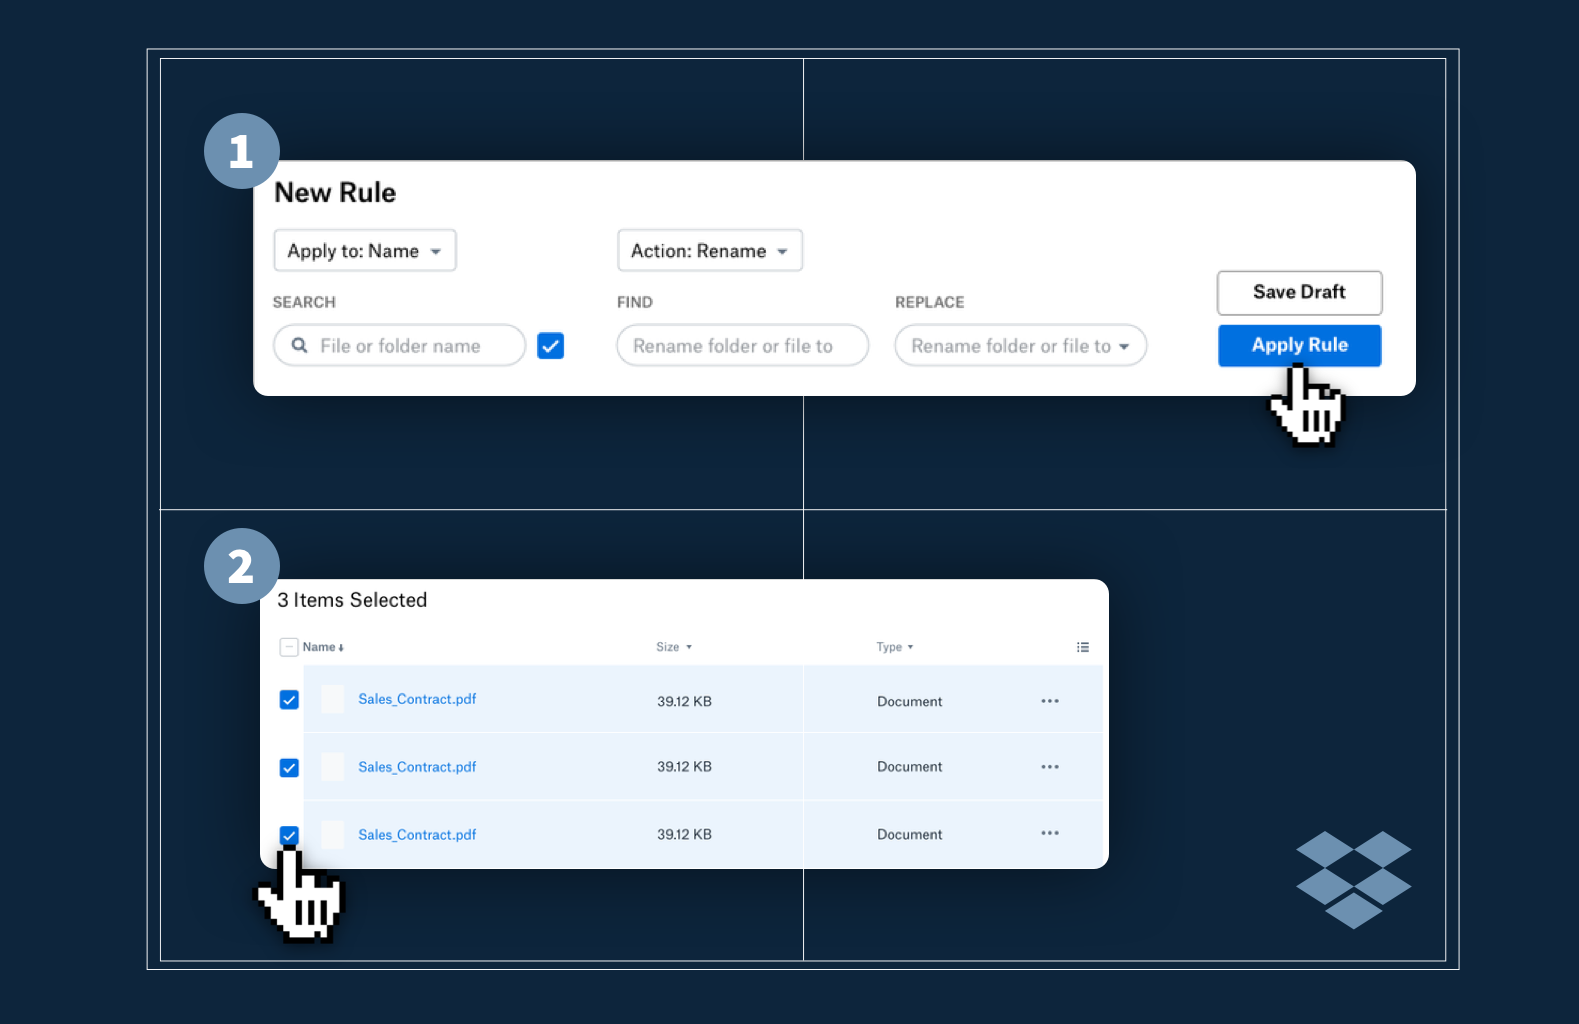 1
New Rule
Apply to: Name
Action: Rename
SEARCH
FIND
REPLACE
Save Draft
File or folder name
Rename folder or file to
Rename folder or file to
Apply Rule
2
3 Items Selected
Name Size Type
Sales_Contract.pdf 39.12 KB Document
Sales_Contract.pdf 39.12 KB Document
Sales_Contract.pdf 39.12 KB Document